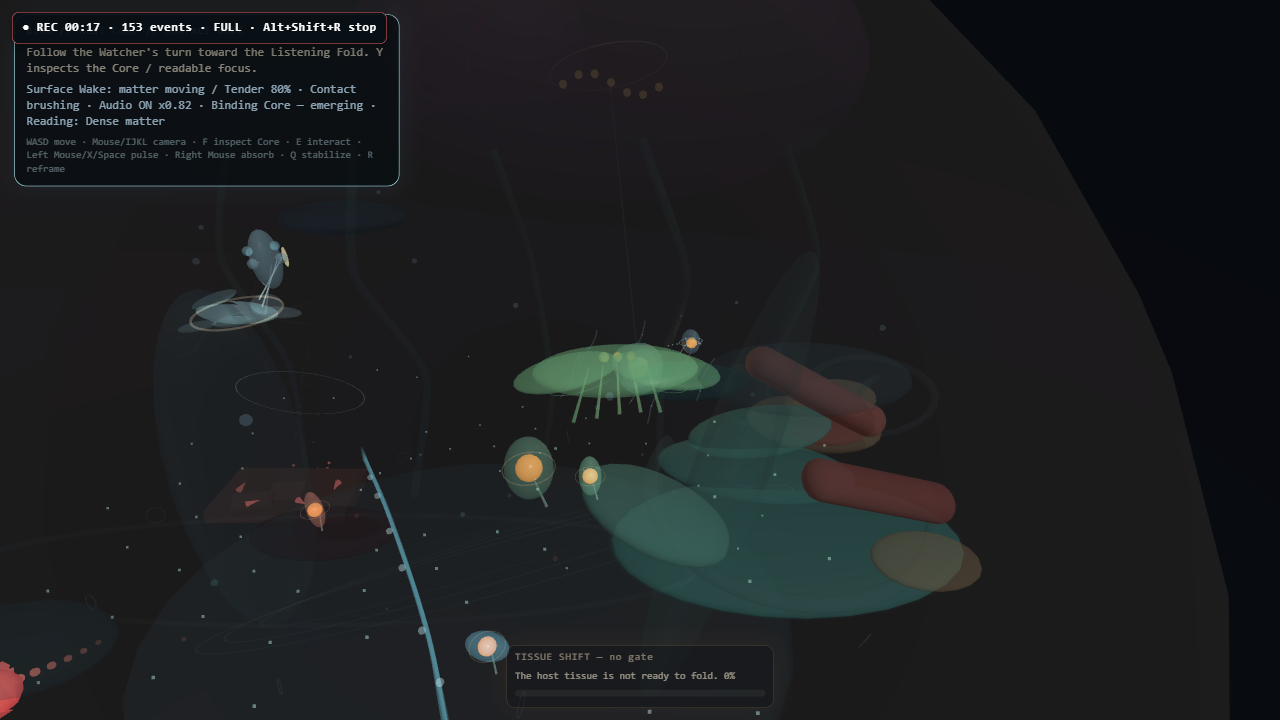 ● REC 00:17 · 153 events · FULL · Alt+Shift+R stop
Follow the Watcher's turn toward the Listening Fold. Y
inspects the Core / readable focus.
Surface Wake: matter moving / Tender 80% · Contact
brushing · Audio ON x0.82 · Binding Core — emerging ·
Reading: Dense matter
WASD move · Mouse/IJKL camera · F inspect Core · E interact ·
Left Mouse/X/Space pulse · Right Mouse absorb · Q stabilize · R
reframe
TISSUE SHIFT — no gate
The host tissue is not ready to fold. 0%